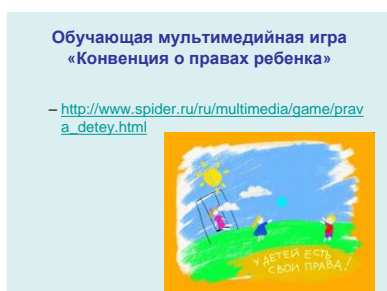 Обучающая мультимедийная игра
«Конвенция о правах ребенка»
– http://www.spider.ru/ru/multimedia/game/prav
a_detey.html
У ДЕТЕЙ ЕСТЬ
СВОИ ПРАВА!